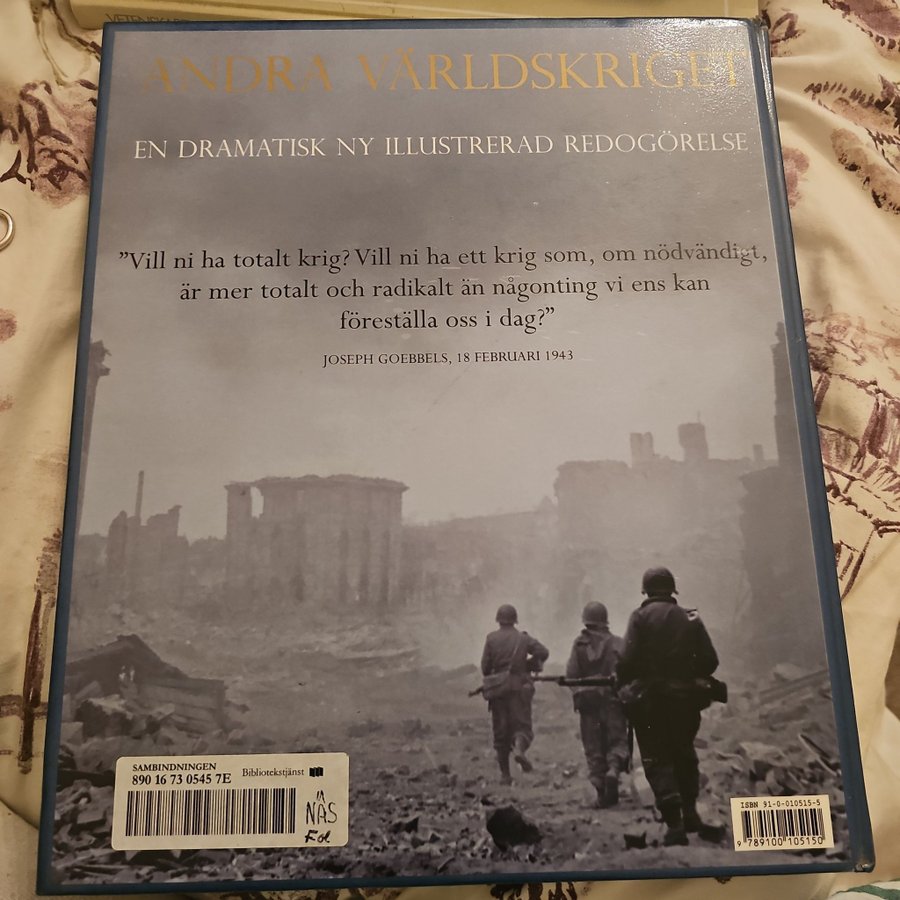 ANDRA VÄRLDSKRIGET
EN DRAMATISK NY ILLUSTRERAD REDOGÖRELSE
”Vill ni ha totalt krig? Vill ni ha ett krig som, om nödvändigt,
är mer totalt och radikalt än någonting vi ens kan
föreställa oss i dag?”
JOSEPH GOEBBELS, 18 FEBRUARI 1943
SAMBINDNINGEN
890 16 73 0545 7E Bibliotekstjänst
NÄS
Fol
ISBN 91-0-010515-5
9 789100 105150